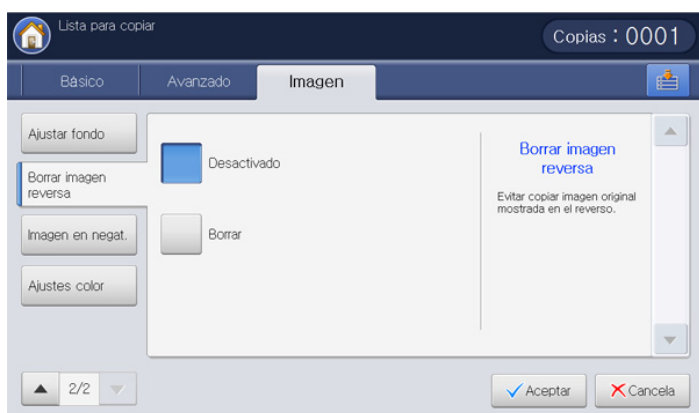 Lista para copiar
Copias : 0001
Básico
Avanzado
Imagen
Ajustar fondo
Borrar imagen
reversa
Imagen en negat.
Ajustes color
Desactivado
Borrar
Borrar imagen
reversa
Evitar copiar imagen original
mostrada en el reverso.
2/2
Aceptar
Cancela